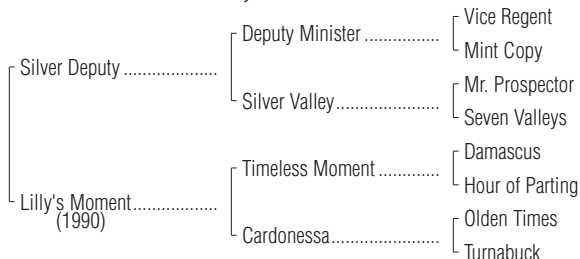 Vice Regent
Deputy Minister ................
Mint Copy
Silver Deputy ....................
Mr. Prospector
Silver Valley......................
Seven Valleys
Damascus
Timeless Moment .............
Hour of Parting
Lilly's Moment..................
(1990)
Olden Times
Cardonessa.......................
Turnabuck